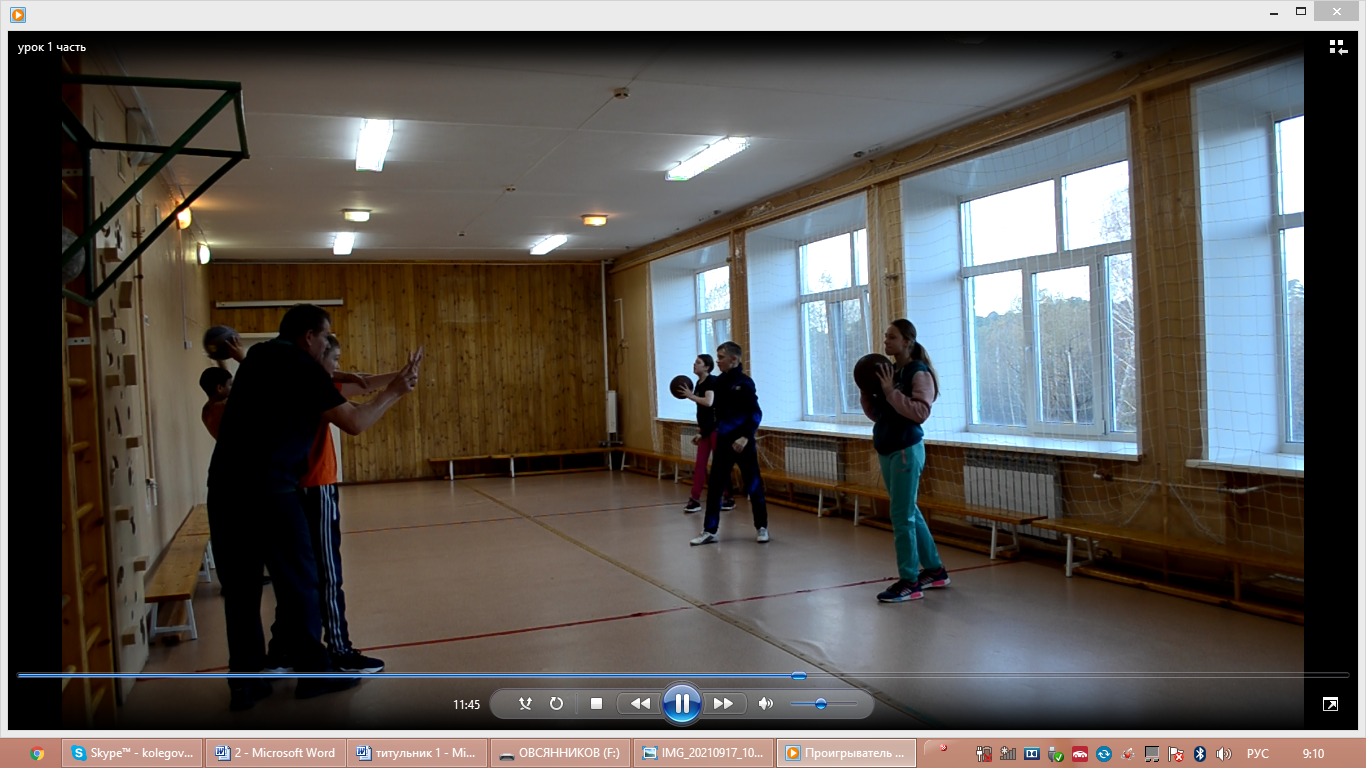 урок 1 часть
11:45
Skype™ - kolegov...
2 - Microsoft Word
титульник 1 - Mi...
ОВСЯННИКОВ (F:)
IMG_20210917_10...
Проигрыватель ...
»
РУС
9:10